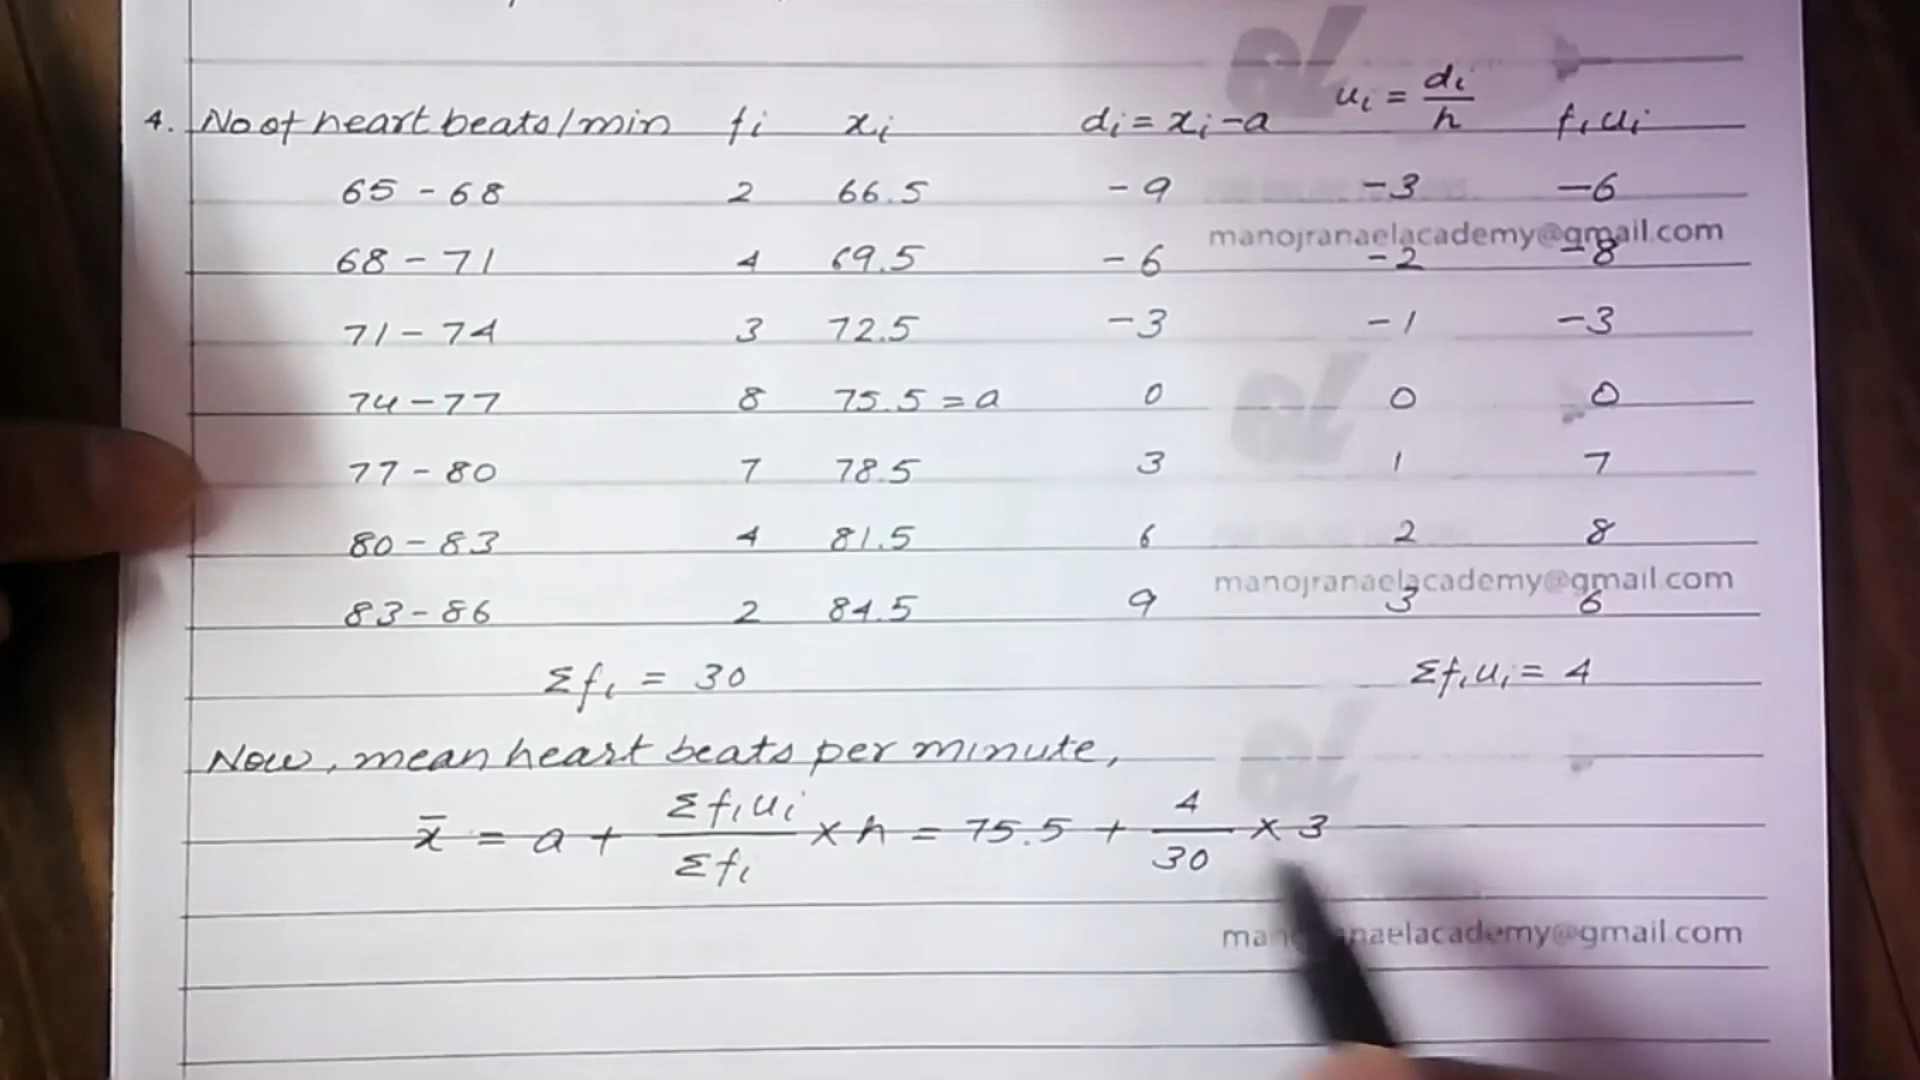 4. No of heart beats/min fi xi di = xi - a ui = di/h fiui
65 - 68 2 66.5 - 9 - 3 - 6
manojranaelacademy@gmail.com
68 - 71 4 69.5 - 6 - 2 - 8
71 - 74 3 72.5 - 3 - 1 - 3
74 - 77 8 75.5 = a 0 0 0
77 - 80 7 78.5 3 1 7
80 - 83 4 81.5 6 2 8
manojranaelacademy@gmail.com
83 - 86 2 84.5 9 3 6
Σfi = 30 Σfiui = 4
Now, mean heart beats per minute,
x̄ = a + Σfiui/Σfi × h = 75.5 + 4/30 × 3